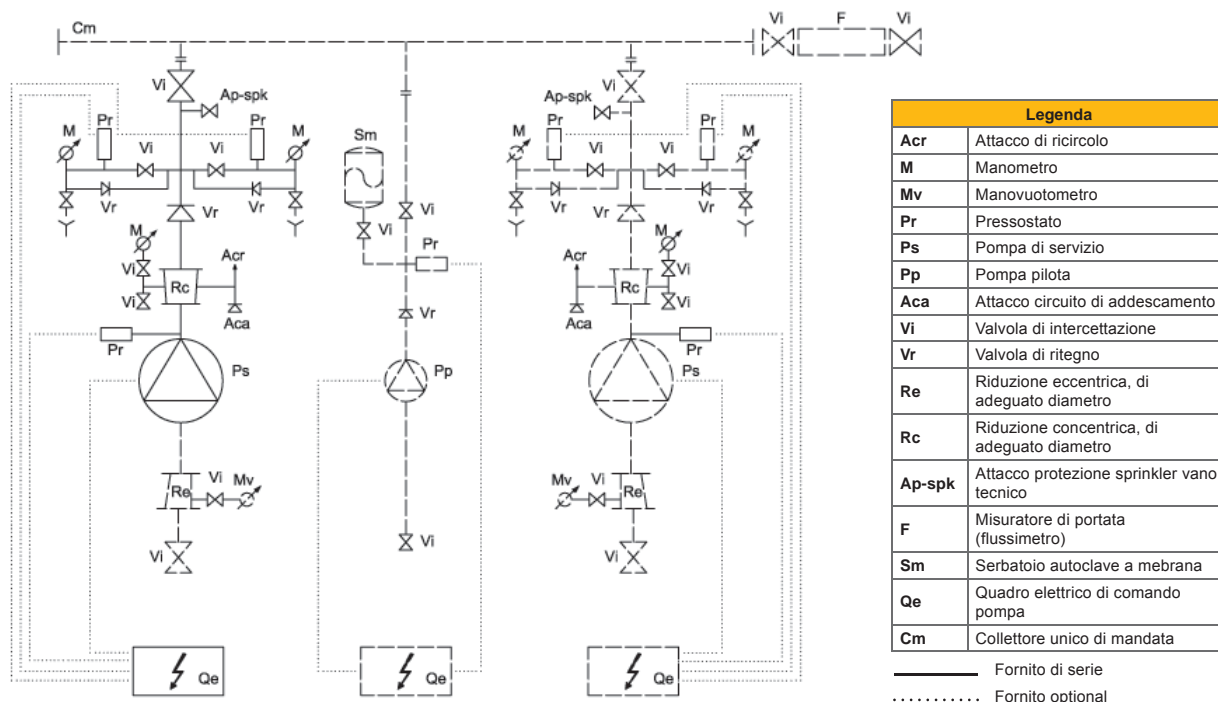 Cm
Vi
F
Vi
Vi
Ap-spk
Vi
Ap-spk
M
Pr
Pr
M
Vi
Vi
Sm
M
Pr
Pr
M
Vi
Vi
Vr
Vr
Vr
Vi
Vi
Vr
Vr
Vr
M
Vi
Vi
Rc
Acr
Aca
Pr
Acr
Rc
Aca
M
Vi
Vi
Pr
Vr
Pr
Ps
Pp
Ps
Re
Vi
Mv
Mv
Vi
Re
Vi
Vi
Vi
Qe
Qe
Qe
Legenda
Acr Attacco di ricircolo
M Manometro
Mv Manovuotometro
Pr Pressostato
Ps Pompa di servizio
Pp Pompa pilota
Aca Attacco circuito di addescamento
Vi Valvola di intercettazione
Vr Valvola di ritegno
Re Riduzione eccentrica, di
adeguato diametro
Rc Riduzione concentrica, di
adeguato diametro
Ap-spk Attacco protezione sprinkler vano
tecnico
F Misuratore di portata
(flussimetro)
Sm Serbatoio autoclave a mebrana
Qe Quadro elettrico di comando
pompa
Cm Collettore unico di mandata
Fornito di serie
Fornito optional